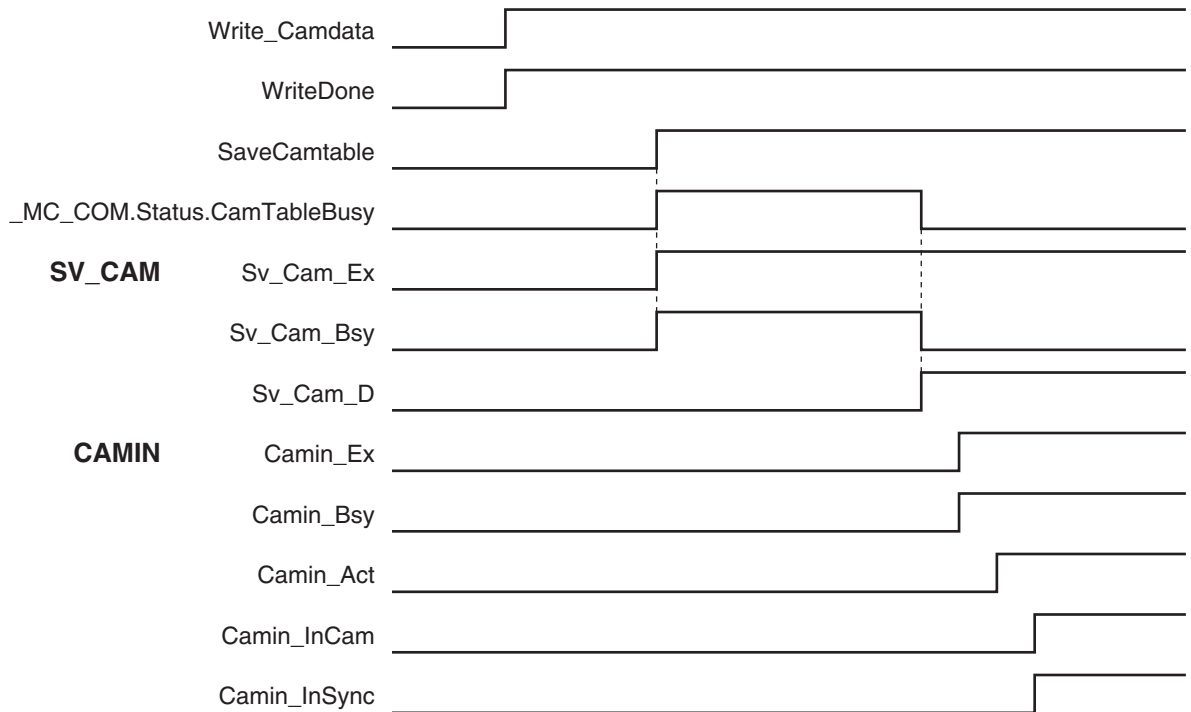 Write_Camdata
WriteDone
SaveCamtable
_MC_COM.Status.CamTableBusy
SV_CAM Sv_Cam_Ex
Sv_Cam_Bsy
Sv_Cam_D
CAMIN Camin_Ex
Camin_Bsy
Camin_Act
Camin_InCam
Camin_InSync